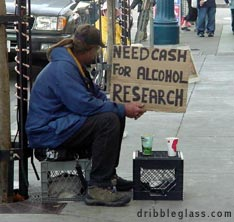 NEED CASH
FOR ALCOHOL
RESEARCH
dribbleglass.com